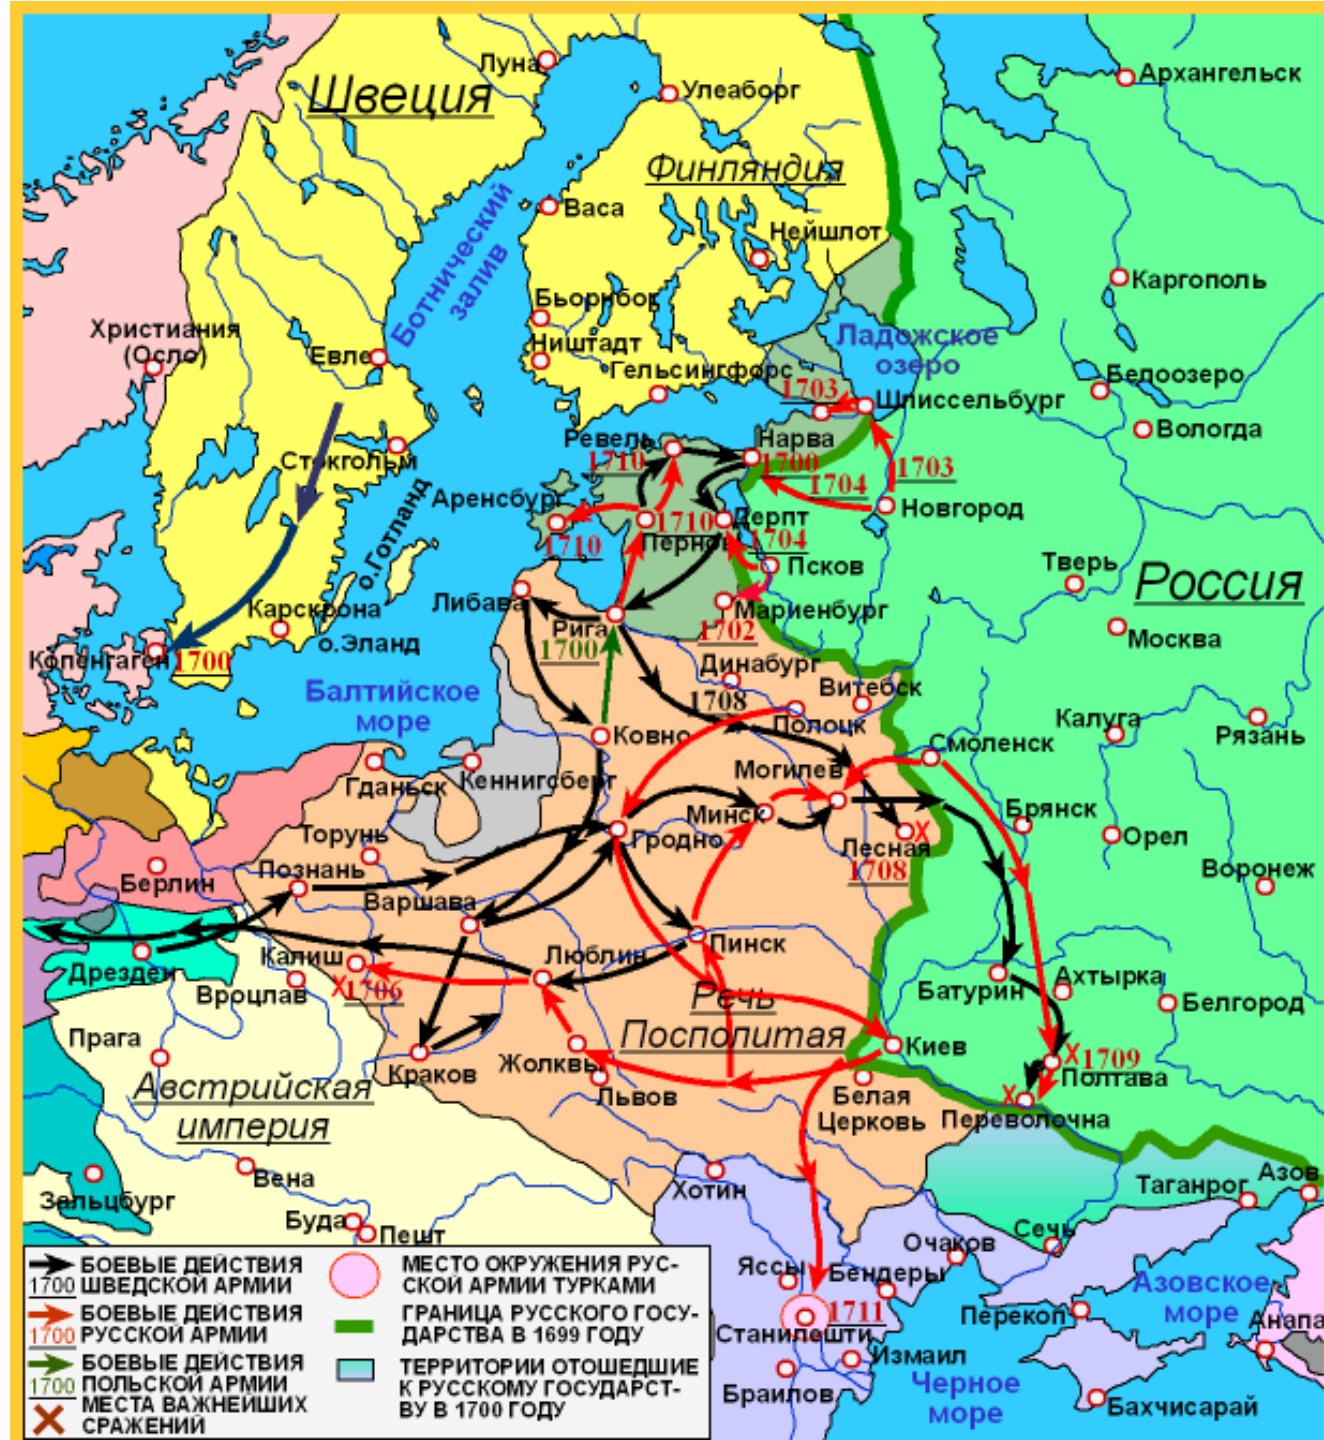 Луна
Швеция
Улеаборг
Архангельск
Финляндия
Васа
Нейшлот
Ботнический
залив
Каргополь
Бьорнборг
Христиания
(Осло)
Евле
Ништадт
Ладожское
озеро
Гельсингфорс
Белоозеро
1703
Шлиссельбург
Вологда
Ревель
Нарва
Стокгольм
1710
1700
1703
1704
Аренсбург
Новгород
1710
Дерпт
1710
Пернов
1704
о.Готланд
Псков
Тверь
Россия
Либава
Карскрона
Мариенбург
Рига
1702
Москва
о.Эланд
1700
Копенгаген
1700
Динабург
Балтийское
море
1708
Витебск
Полоцк
Калуга
Рязань
Ковно
Смоленск
Гданьск
Кеннигсберг
Могилев
Брянск
Торунь
Минск
Гродно
Лесная
Орел
1708
Воронеж
Берлин
Познань
Варшава
Пинск
Дрезден
Калиш
Люблин
Вроцлав
1706
Речь
Посполитая
Батурин
Ахтырка
Белгород
Прага
Киев
1709
Жолквы
Краков
Полтава
Австрийская
империя
Львов
Белая
Церковь
Переволочна
Зальцбург
Вена
Хотин
Таганрог
Азов
Буда
Пешт
Сечь
Очаков
Яссы
Бендеры
Азовское
море
1711
Перекоп
Анапа
Станилешти
Измаил
Браилов
Черное
море
Бахчисарай
БОЕВЫЕ ДЕЙСТВИЯ
1700 ШВЕДСКОЙ АРМИИ
БОЕВЫЕ ДЕЙСТВИЯ
1700 РУССКОЙ АРМИИ
БОЕВЫЕ ДЕЙСТВИЯ
1700 ПОЛЬСКОЙ АРМИИ
МЕСТА ВАЖНЕЙШИХ
СРАЖЕНИЙ
МЕСТО ОКРУЖЕНИЯ РУС-
СКОЙ АРМИИ ТУРКАМИ
ГРАНИЦА РУССКОГО ГОСУ-
ДАРСТВА В 1699 ГОДУ
ТЕРРИТОРИИ ОТОШЕДШИЕ
К РУССКОМУ ГОСУДАРСТ-
ВУ В 1700 ГОДУ